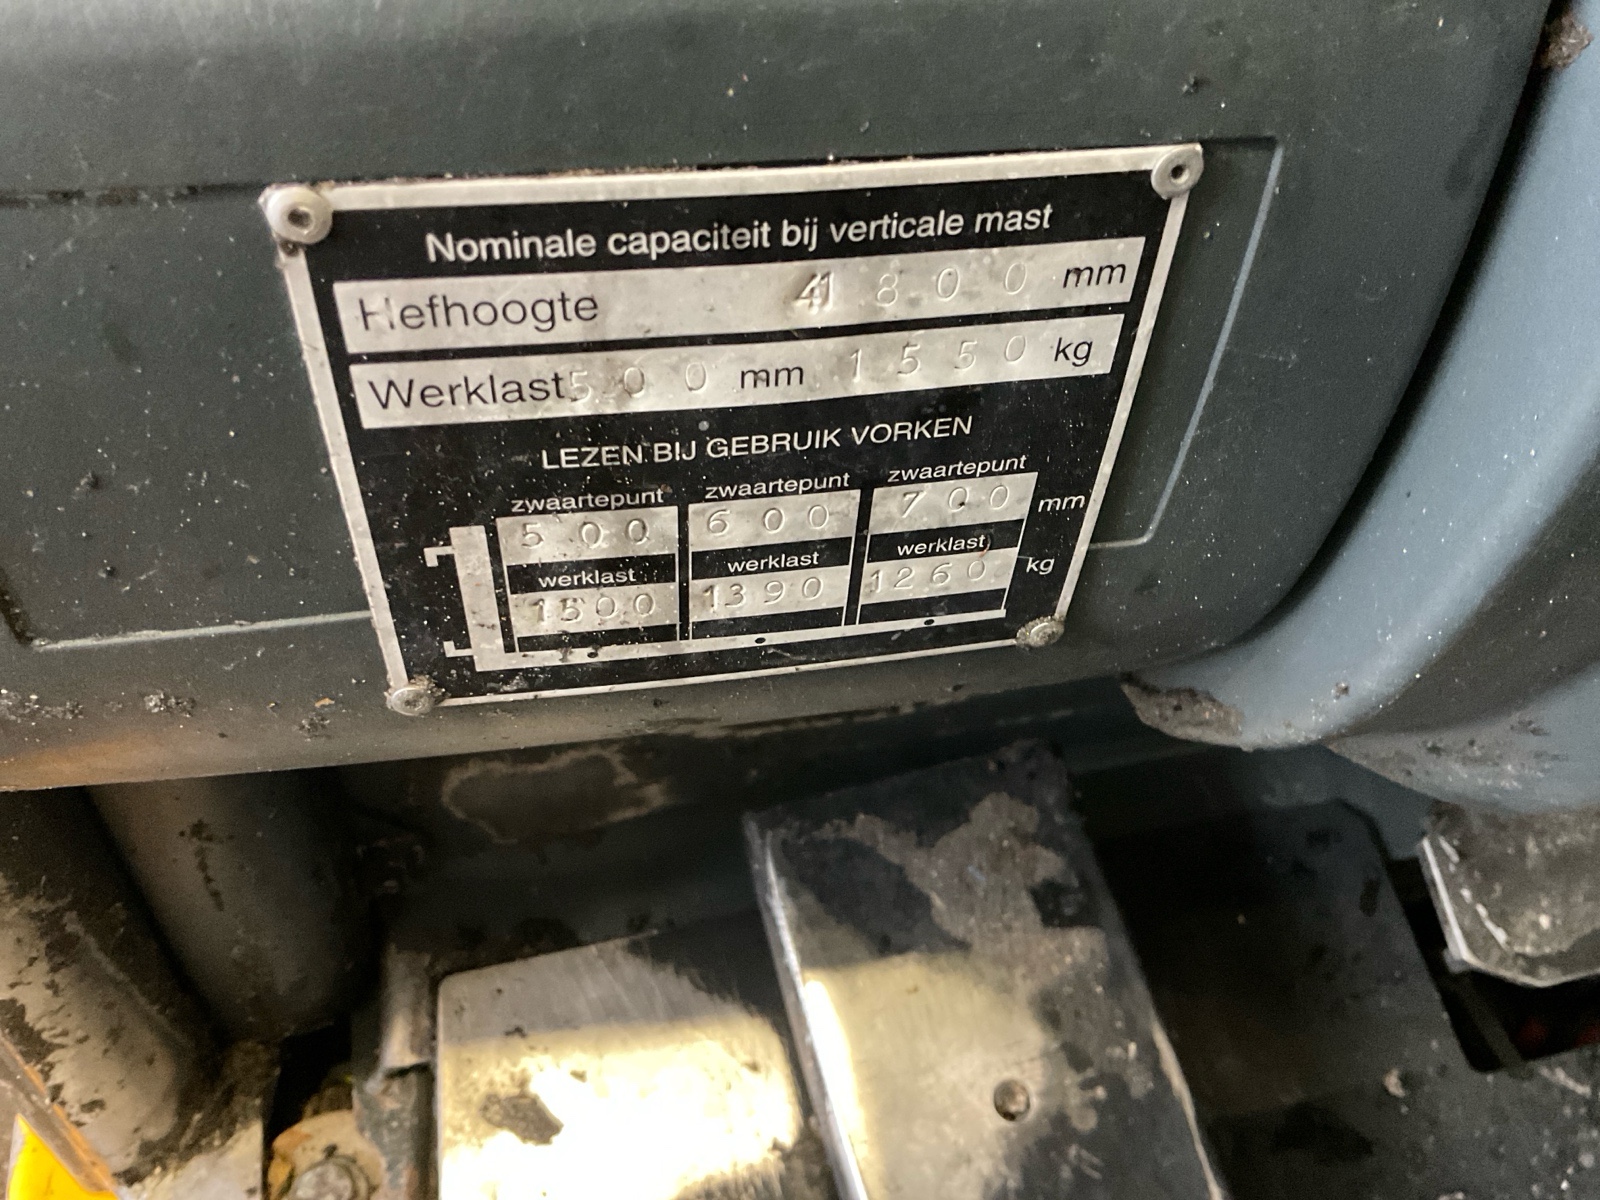 Nominale capaciteit bij verticale mast
Hefhoogte 4800 mm
Werklast 500 mm 1550 kg
LEZEN BIJ GEBRUIK VORKEN
zwaartepunt zwaartepunt zwaartepunt
500 600 700 mm
werklast werklast werklast
1500 1390 1260 kg